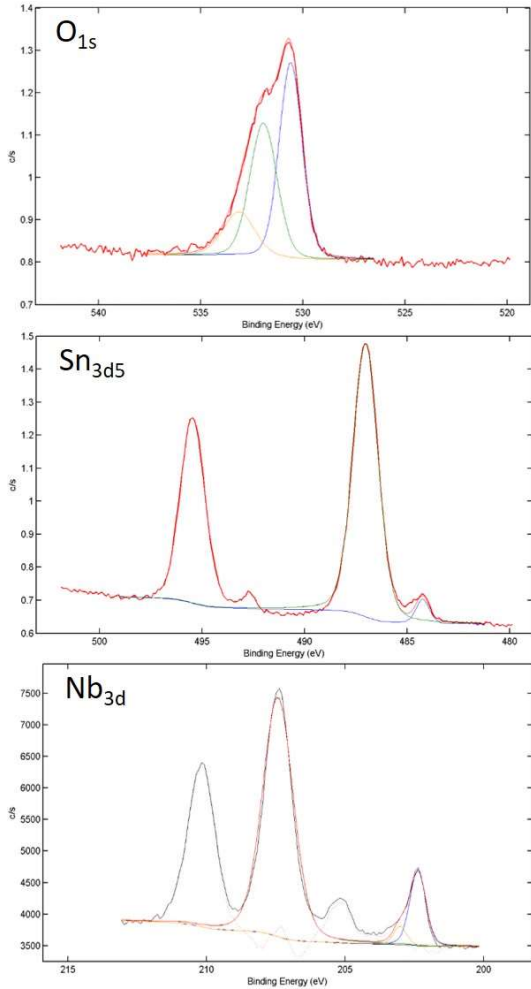 O1s
1.4
1.3
1.2
1.1
1
0.9
0.8
0.7
c/s
540 535 530 525 520
Binding Energy (eV)
Sn3d5
1.5
1.4
1.3
1.2
1.1
1
0.9
0.8
0.7
0.6
c/s
500 495 490 485 480
Binding Energy (eV)
Nb3d
7500
7000
6500
6000
5500
5000
4500
4000
3500
c/s
215 210 205 200
Binding Energy (eV)